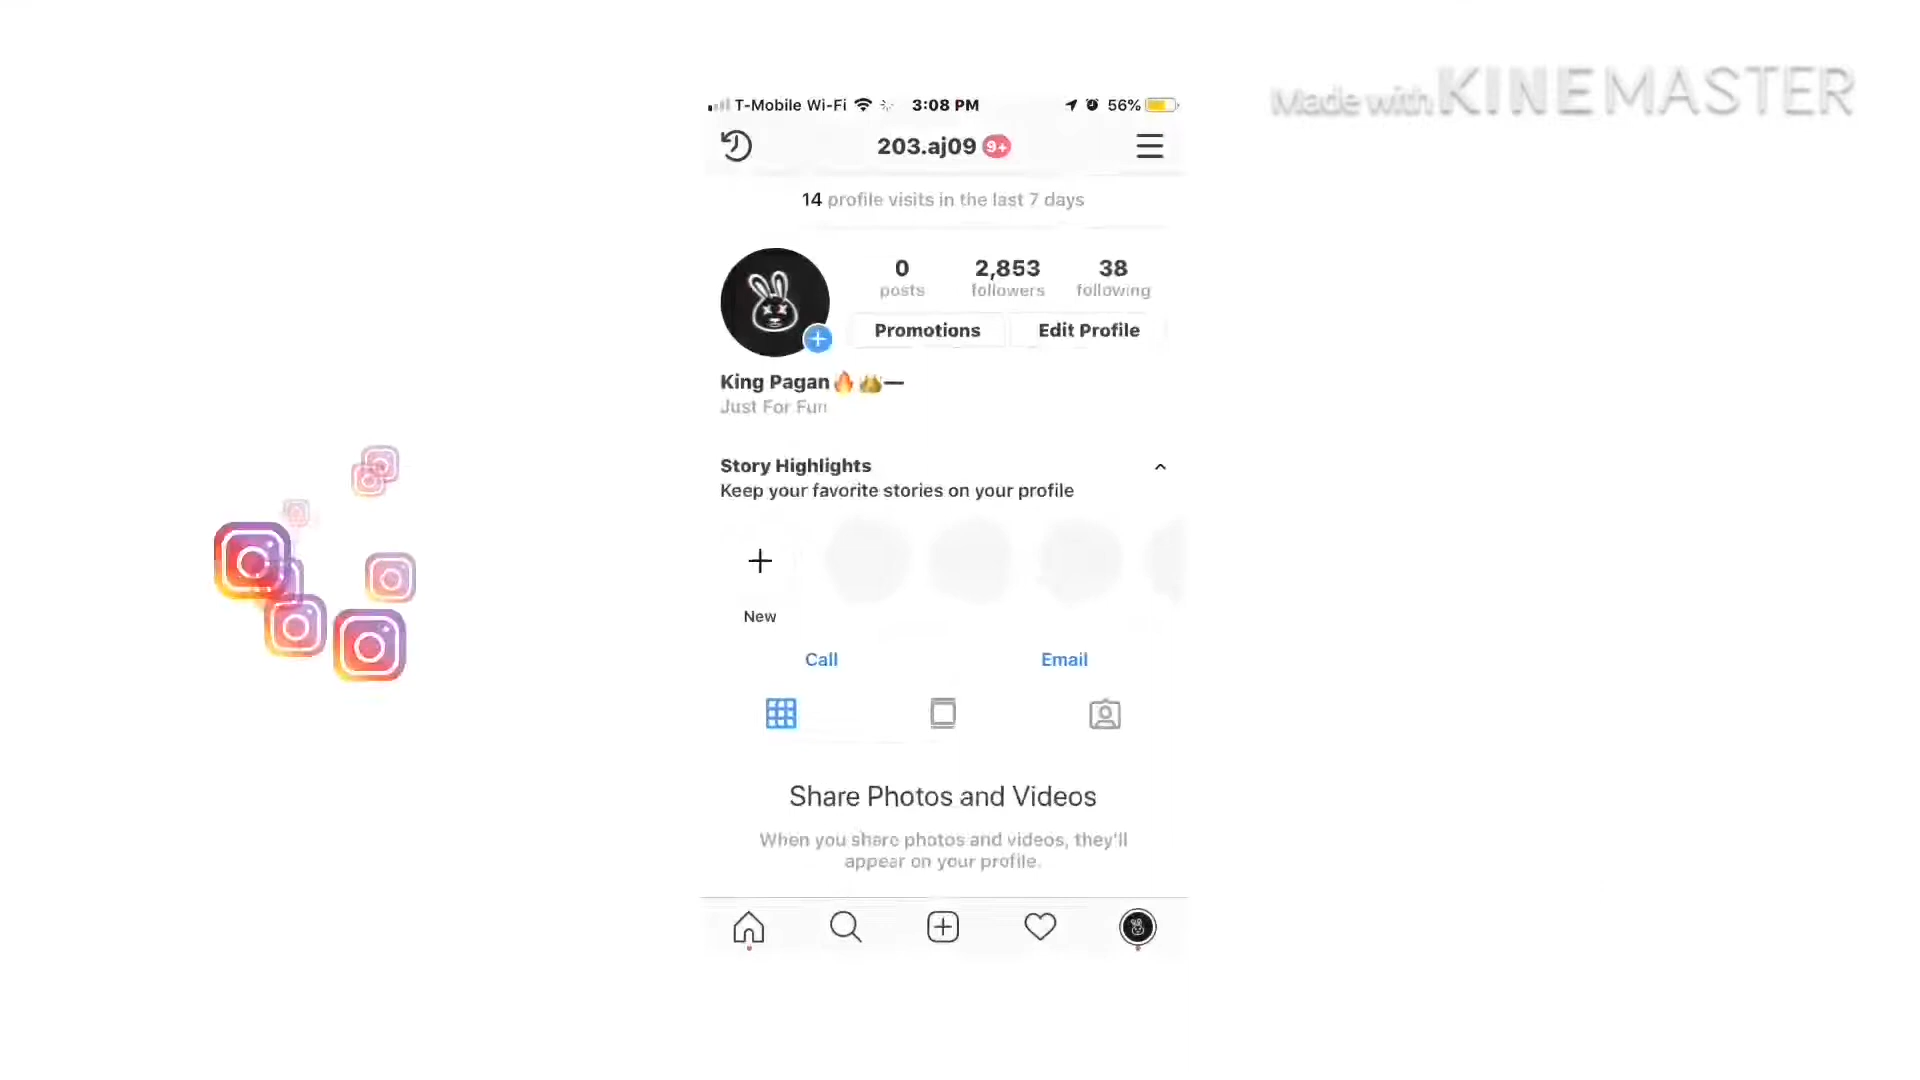 Made with KINEMASTER
T-Mobile Wi-Fi 3:08 PM 56%
203.aj09 9+
14 profile visits in the last 7 days
0 2,853 38
posts followers following
Promotions Edit Profile
King Pagan🔥👑—
Just For Fun
Story Highlights
Keep your favorite stories on your profile
New
Call Email
Share Photos and Videos
When you share photos and videos, they'll
appear on your profile.